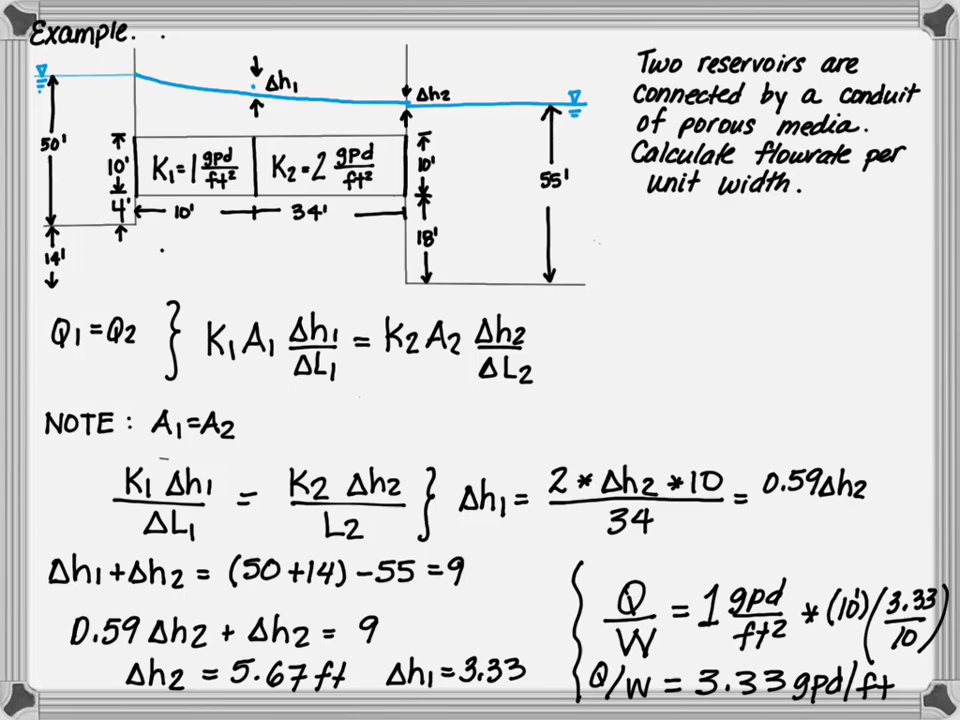 Example.
Δh1
Δh2
50'
10'
K1=1 gpd/ft²
K2=2 gpd/ft²
10'
55'
4'
10'
34'
14'
18'
Two reservoirs are
connected by a conduit
of porous media.
Calculate flowrate per
unit width.
Q1=Q2 } K1 A1 Δh1/ΔL1 = K2 A2 Δh2/ΔL2
NOTE: A1=A2
K1 Δh1/ΔL1 = K2 Δh2/L2 } Δh1 = 2*Δh2*10/34 = 0.59Δh2
Δh1+Δh2 = (50+14)-55=9
0.59 Δh2 + Δh2 = 9
Δh2 = 5.67ft Δh1=3.33
{ Q/W = 1 gpd/ft² *(10')(3.33/10)
Q/W = 3.33gpd/ft